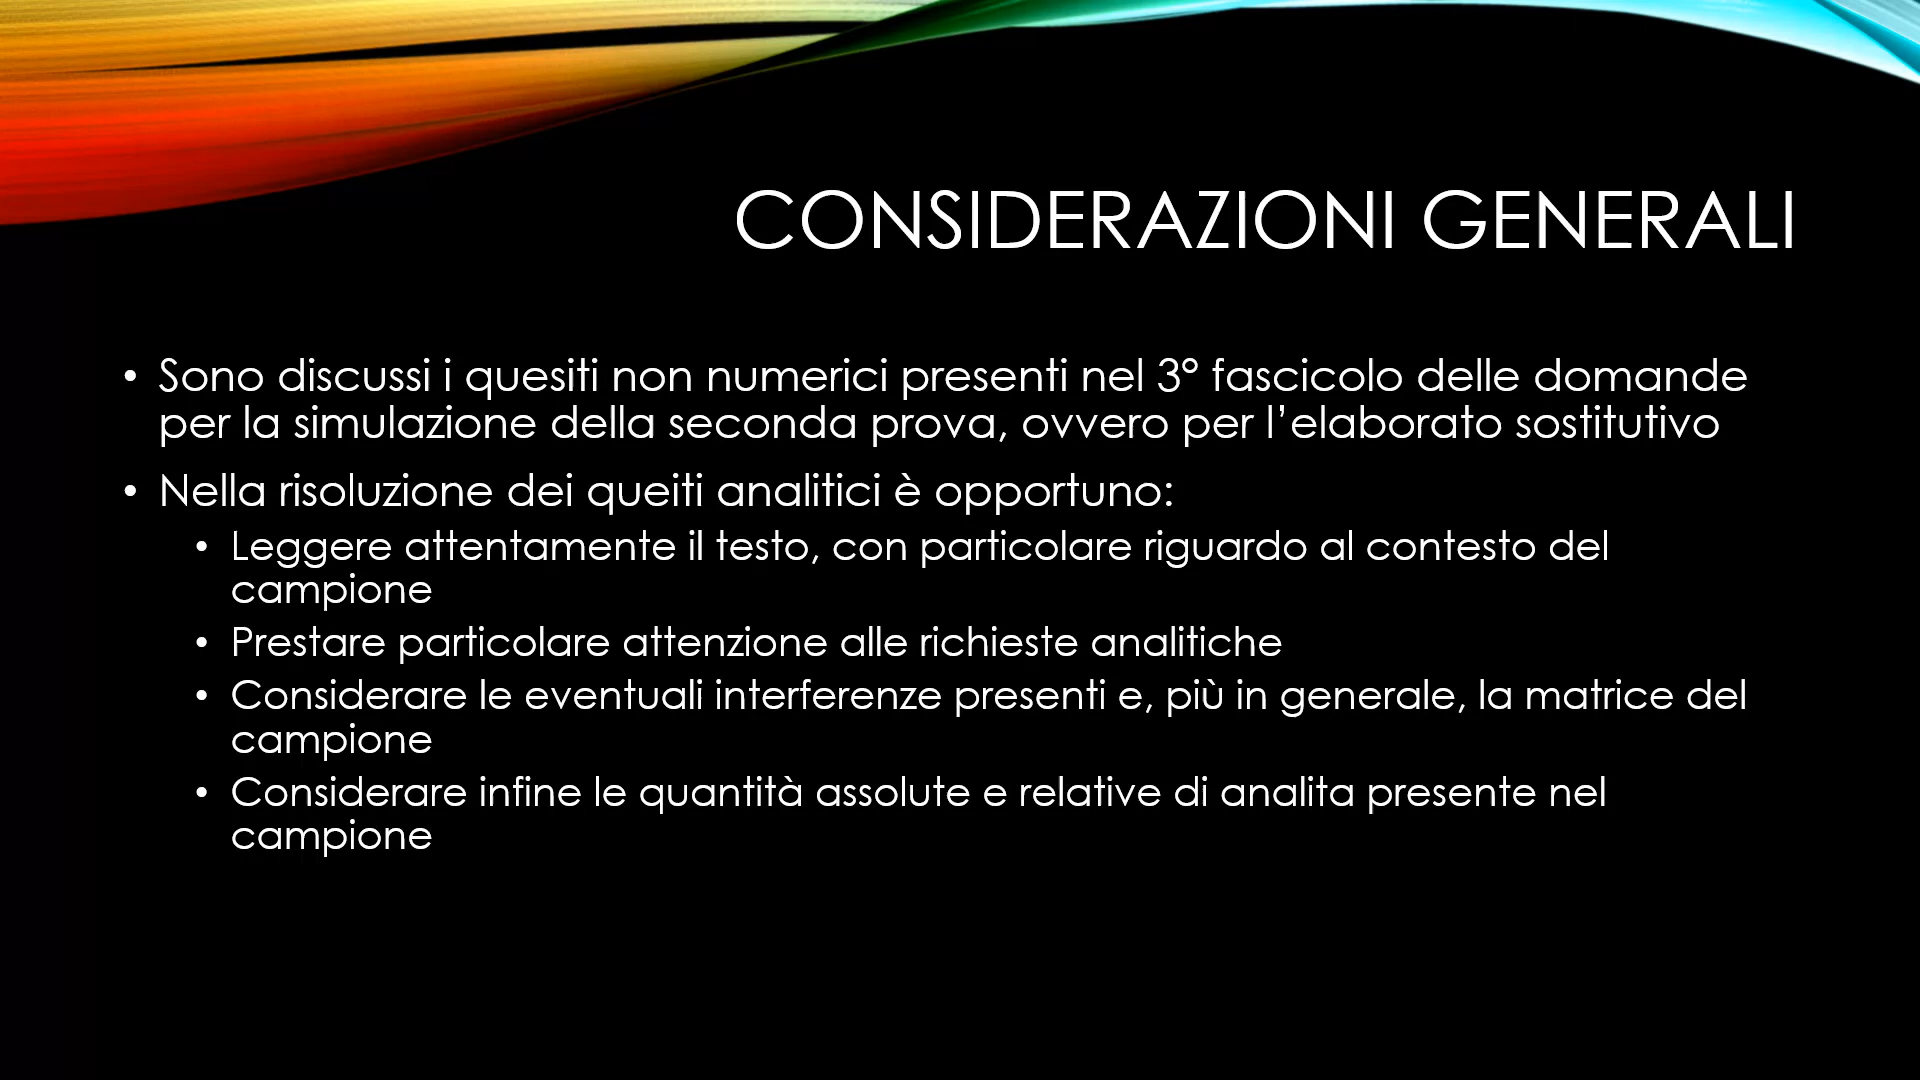 CONSIDERAZIONI GENERALI
• Sono discussi i quesiti non numerici presenti nel 3° fascicolo delle domande
per la simulazione della seconda prova, ovvero per l’elaborato sostitutivo
• Nella risoluzione dei queiti analitici è opportuno:
• Leggere attentamente il testo, con particolare riguardo al contesto del
campione
• Prestare particolare attenzione alle richieste analitiche
• Considerare le eventuali interferenze presenti e, più in generale, la matrice del
campione
• Considerare infine le quantità assolute e relative di analita presente nel
campione